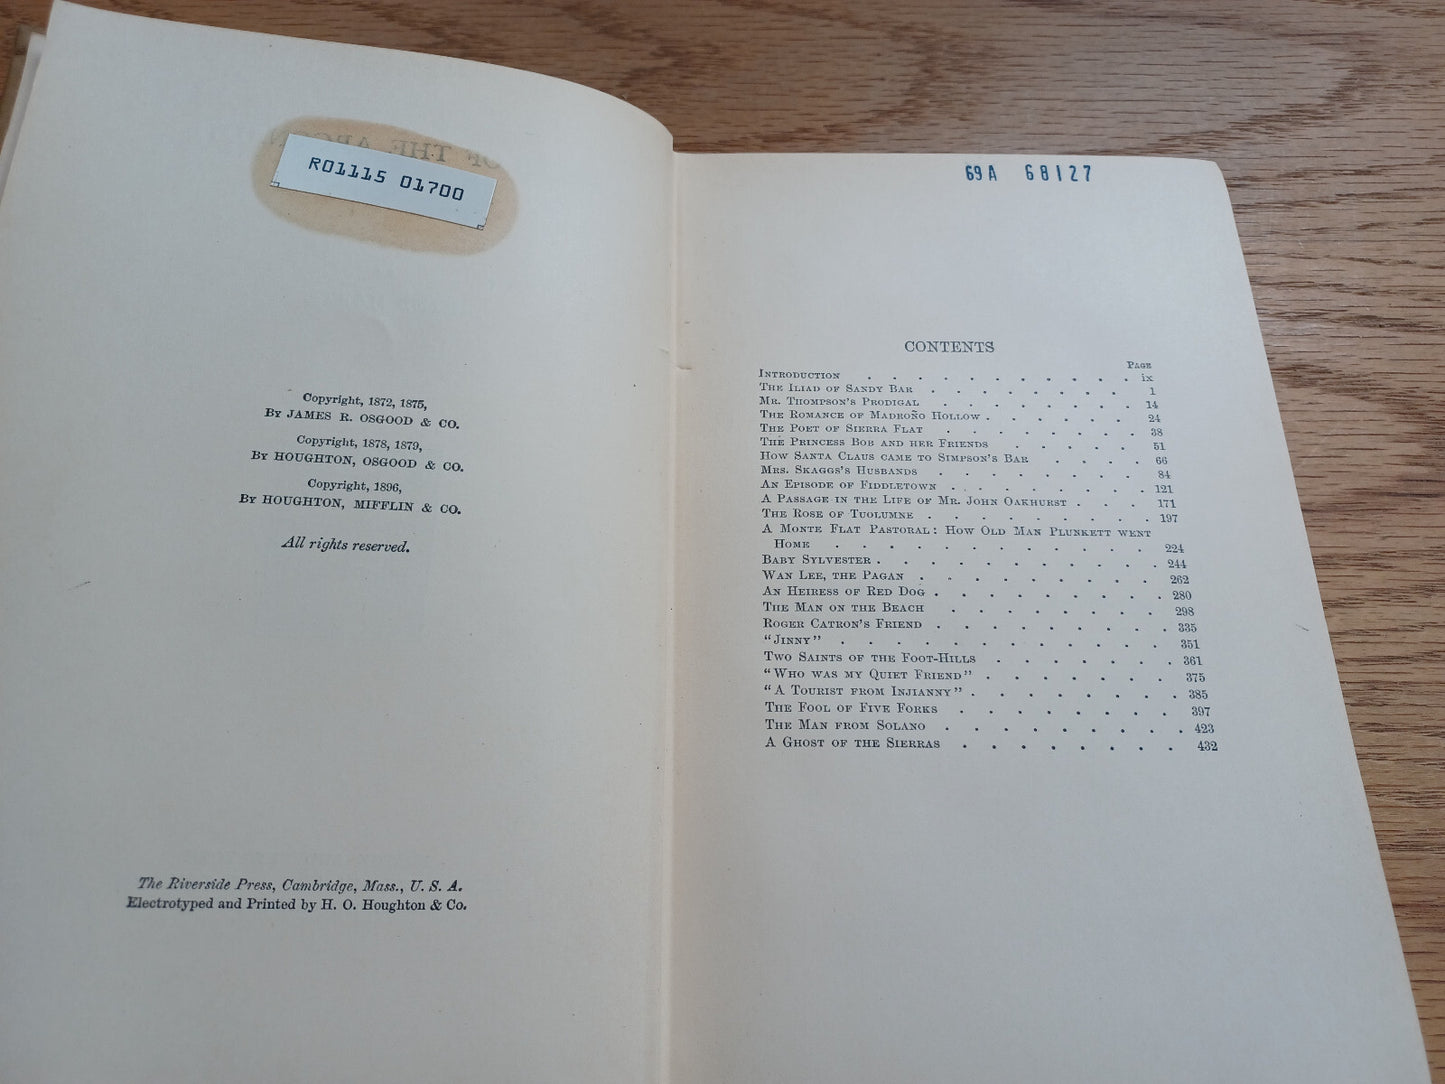 OF THE
R01115 01700
Copyright, 1872, 1875,
By JAMES R. OSGOOD & CO.
Copyright, 1878, 1879,
By HOUGHTON, OSGOOD & CO.
Copyright, 1896,
By HOUGHTON, MIFFLIN & CO.
All rights reserved.
The Riverside Press, Cambridge, Mass., U. S. A.
Electrotyped and Printed by H. O. Houghton & Co.
69A 68127
CONTENTS
Page
Introduction . . . . . . . . . . ix
The Iliad of Sandy Bar . . . . . . . 1
Mr. Thompson's Prodigal . . . . . . . 14
The Romance of Madroño Hollow . . . . . . 24
The Poet of Sierra Flat . . . . . . . 38
The Princess Bob and her Friends . . . . . 51
How Santa Claus came to Simpson's Bar . . . . 66
Mrs. Skaggs's Husbands . . . . . . . 84
An Episode of Fiddletown . . . . . . . 121
A Passage in the Life of Mr. John Oakhurst . . . 171
The Rose of Tuolumne . . . . . . . . 197
A Monte Flat Pastoral: How Old Man Plunkett went
Home . . . . . . . . . . . 224
Baby Sylvester . . . . . . . . . . 244
Wan Lee, the Pagan . . . . . . . . . 262
An Heiress of Red Dog . . . . . . . . 280
The Man on the Beach . . . . . . . . 298
Roger Catron's Friend . . . . . . . . 335
"Jinny" . . . . . . . . . . . 351
Two Saints of the Foot-Hills . . . . . . . 361
"Who was my Quiet Friend" . . . . . . . 375
"A Tourist from Injianny" . . . . . . . . 385
The Fool of Five Forks . . . . . . . . 397
The Man from Solano . . . . . . . . . 423
A Ghost of the Sierras . . . . . . . . 432